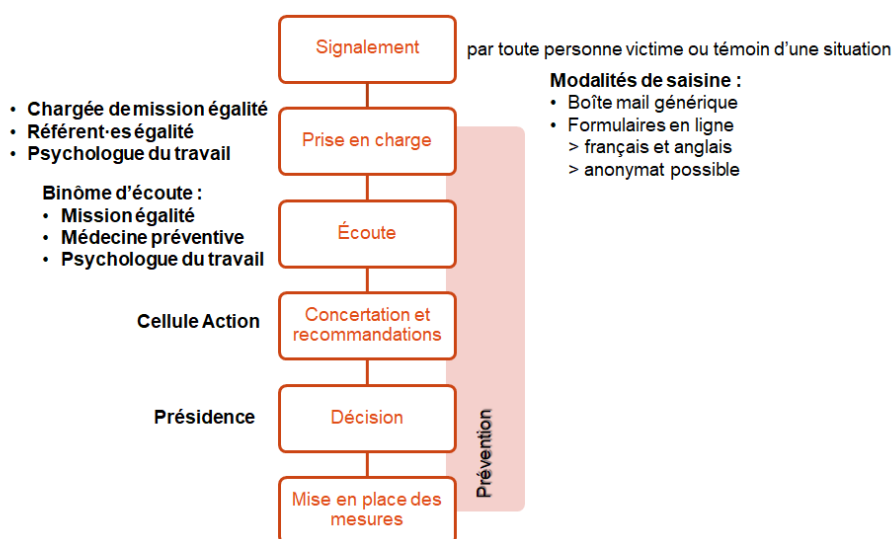 Signalement
par toute personne victime ou témoin d'une situation
Modalités de saisine :
• Boîte mail générique
• Formulaires en ligne
> français et anglais
> anonymat possible
• Chargée de mission égalité
• Référent·es égalité
• Psychologue du travail
Prise en charge
Binôme d'écoute :
• Mission égalité
• Médecine préventive
• Psychologue du travail
Écoute
Cellule Action
Concertation et
recommandations
Présidence
Décision
Prévention
Mise en place des
mesures